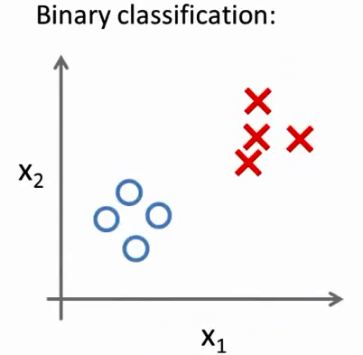 Binary classification:
x₂
x₁